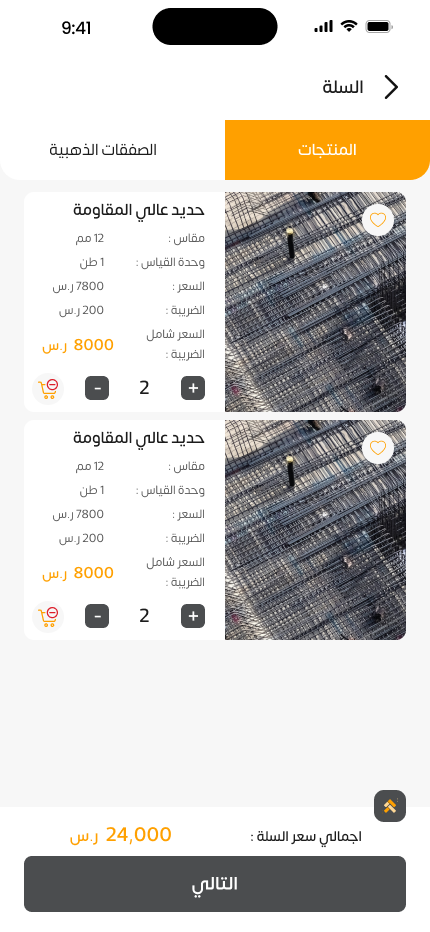 9:41
السلة
المنتجات
الصفقات الذهبية
حديد عالي المقاومة
مقاس : 12 مم
وحدة القياس : 1 طن
السعر : 7800 ر.س
الضريبة : 200 ر.س
السعر شامل
الضريبة : 8000 ر.س
+ 2 -
حديد عالي المقاومة
مقاس : 12 مم
وحدة القياس : 1 طن
السعر : 7800 ر.س
الضريبة : 200 ر.س
السعر شامل
الضريبة : 8000 ر.س
+ 2 -
اجمالي سعر السلة : 24,000 ر.س
التالي